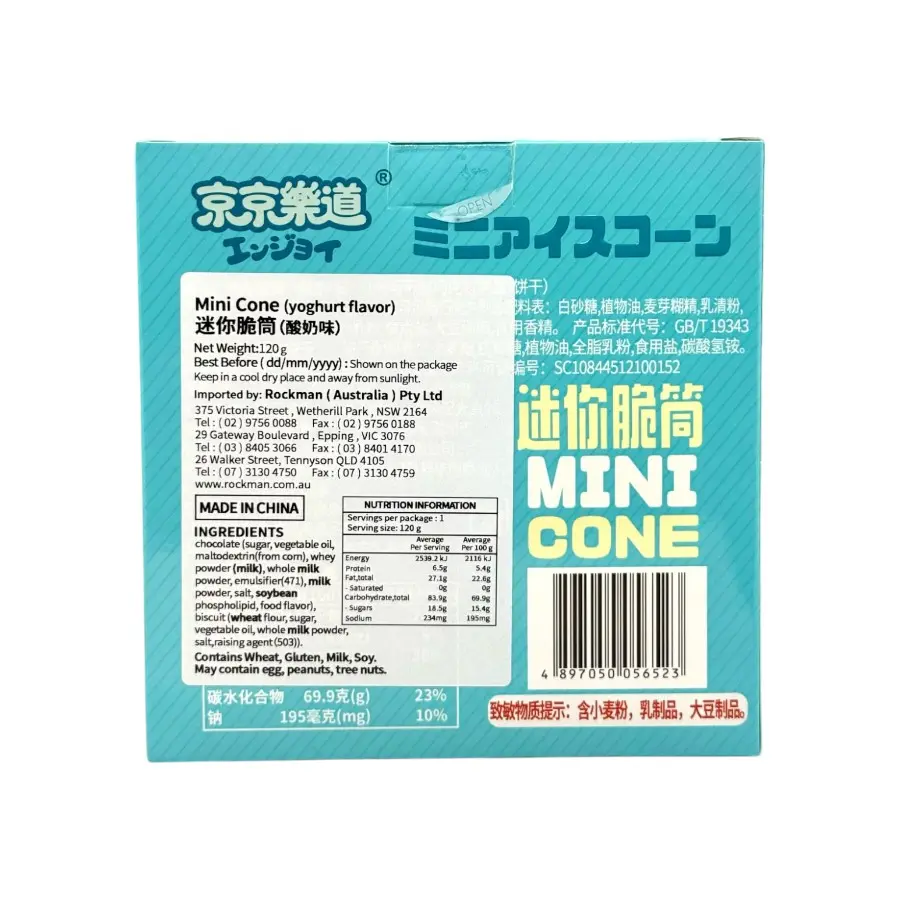 京京樂道®
エンジョイ
OPEN
ミニアイスコーン
饼干)
料表：白砂糖,植物油,麦芽糊精,乳清粉,
用香精。 产品标准代号：GB/T 19343
糖,植物油,全脂乳粉,食用盐,碳酸氢铵。
编号：SC10844512100152
Mini Cone (yoghurt flavor)
迷你脆筒 (酸奶味)
Net Weight:120 g
Best Before ( dd/mm/yyyy) : Shown on the package
Keep in a cool dry place and away from sunlight.
Imported by: Rockman ( Australia ) Pty Ltd
375 Victoria Street , Wetherill Park , NSW 2164
Tel : ( 02 ) 9756 0088 Fax : ( 02 ) 9756 0188
29 Gateway Boulevard , Epping , VIC 3076
Tel : ( 03 ) 8405 3066 Fax : ( 03 ) 8401 4170
26 Walker Street, Tennyson QLD 4105
Tel : ( 07 ) 3130 4750 Fax : ( 07 ) 3130 4759
www.rockman.com.au
MADE IN CHINA
INGREDIENTS
chocolate (sugar, vegetable oil,
maltodextrin(from corn), whey
powder (milk), whole milk
powder, emulsifier(471), milk
powder, salt, soybean
phospholipid, food flavor),
biscuit (wheat flour, sugar,
vegetable oil, whole milk powder,
salt,raising agent (503)).
Contains Wheat, Gluten, Milk, Soy.
May contain egg, peanuts, tree nuts.
NUTRITION INFORMATION
Servings per package : 1
Serving size: 120 g
Average Per Serving Average Per 100 g
Energy 2539.2 kJ 2116 kJ
Protein 6.5g 5.4g
Fat,total 27.1g 22.6g
- Saturated 0g 0g
Carbohydrate,total 83.9g 69.9g
- Sugars 18.5g 15.4g
Sodium 234mg 195mg
迷你脆筒
MINI
CONE
4 897050 056523
碳水化合物 69.9克(g) 23%
钠 195毫克(mg) 10%
致敏物质提示：含小麦粉，乳制品，大豆制品。